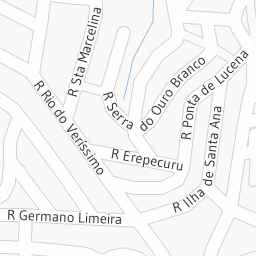 R Sta Marcelina
R Rio do Veríssimo
R Serra do Ouro Branco
R Ponta de Lucena
R Erepecuru
R Ilha de Santa Ana
R Germano Limeira